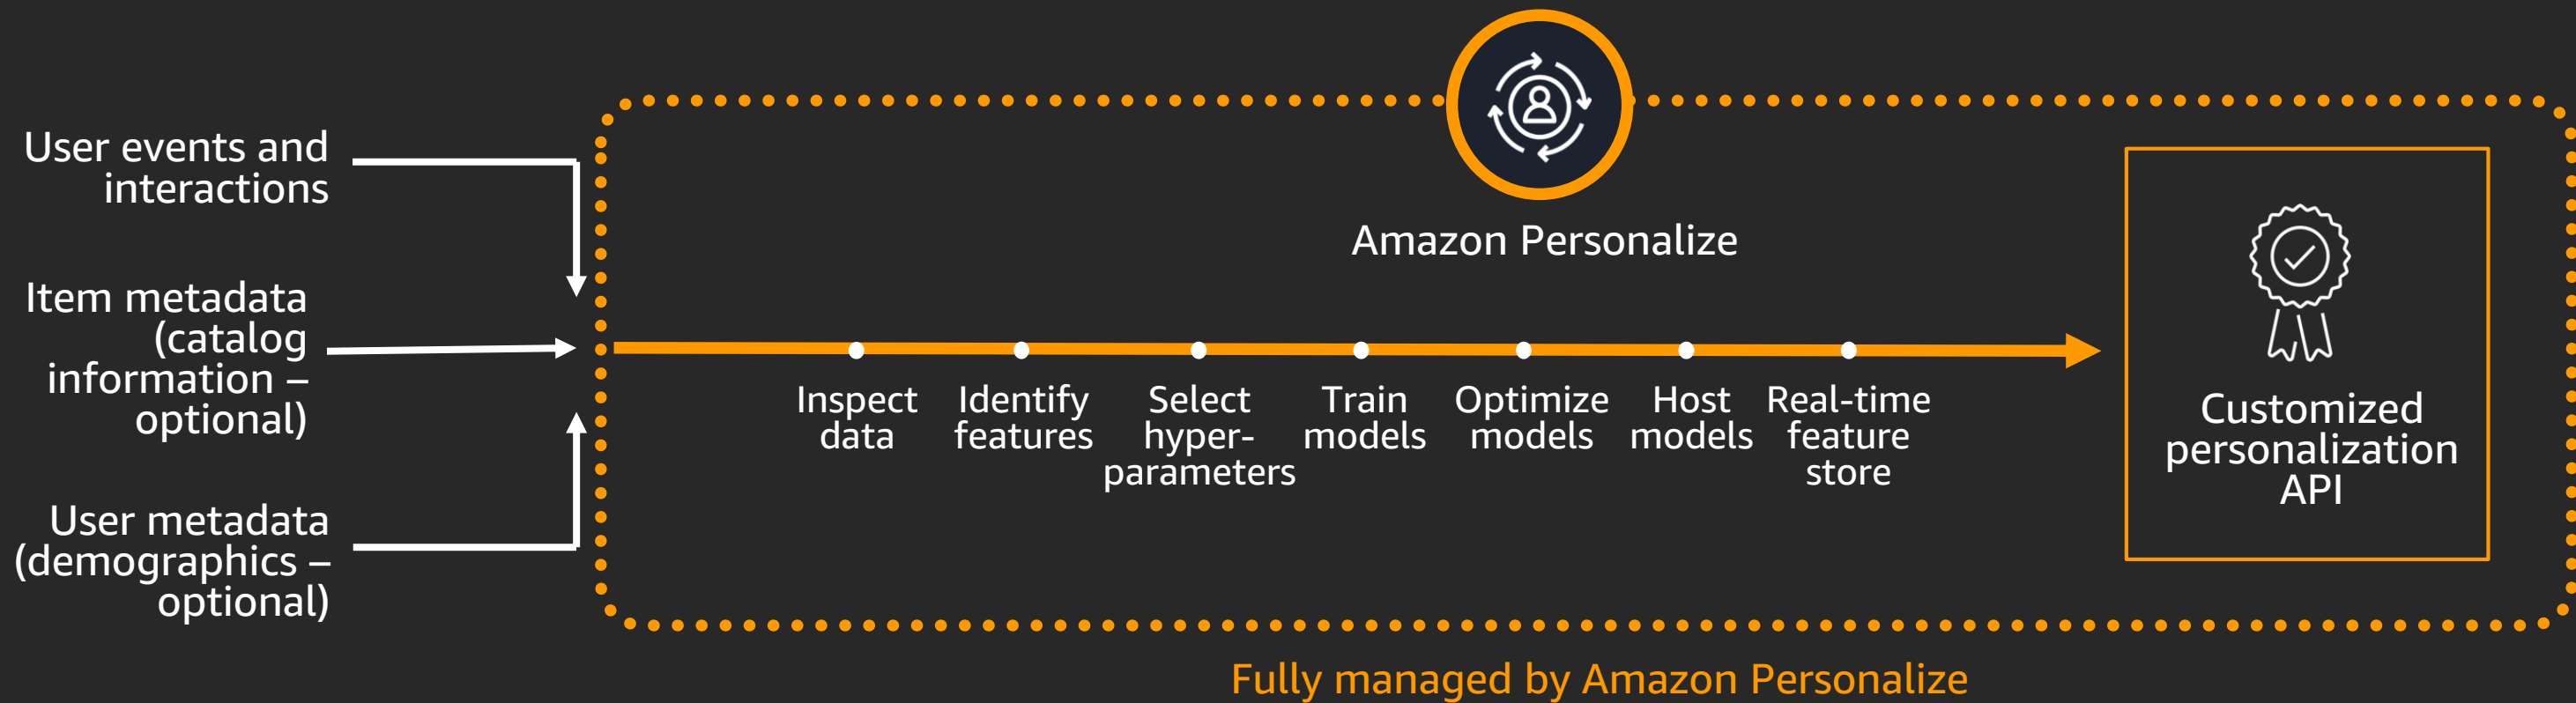 User events and
interactions
Item metadata
(catalog
information –
optional)
User metadata
(demographics –
optional)
Amazon Personalize
Inspect
data
Identify
features
Select
hyper-
parameters
Train
models
Optimize
models
Host
models
Real-time
feature
store
Customized
personalization
API
Fully managed by Amazon Personalize